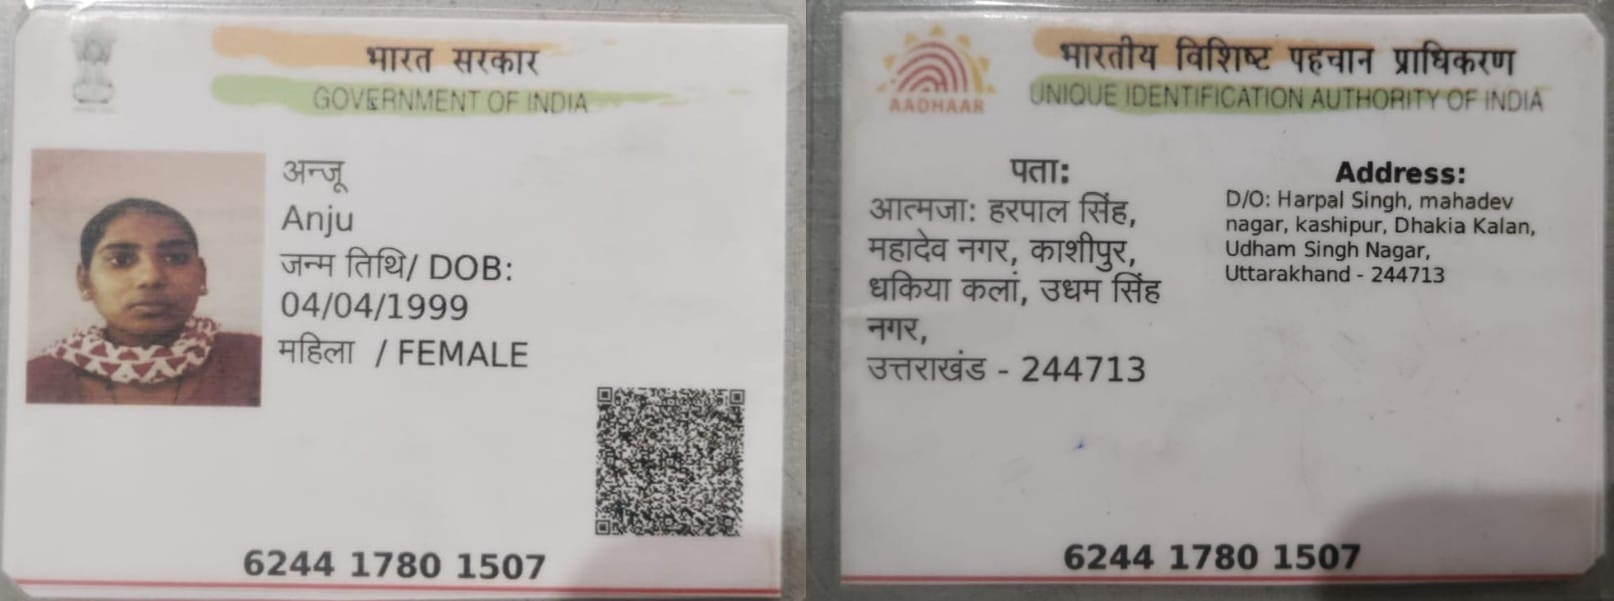 भारत सरकार
GOVERNMENT OF INDIA
अन्जू
Anju
जन्म तिथि/ DOB:
04/04/1999
महिला / FEMALE
6244 1780 1507
AADHAAR
भारतीय विशिष्ट पहचान प्राधिकरण
UNIQUE IDENTIFICATION AUTHORITY OF INDIA
पता:
आत्मजा: हरपाल सिंह,
महादेव नगर, काशीपुर,
धकिया कलां, उधम सिंह
नगर,
उत्तराखंड - 244713
Address:
D/O: Harpal Singh, mahadev
nagar, kashipur, Dhakia Kalan,
Udham Singh Nagar,
Uttarakhand - 244713
6244 1780 1507